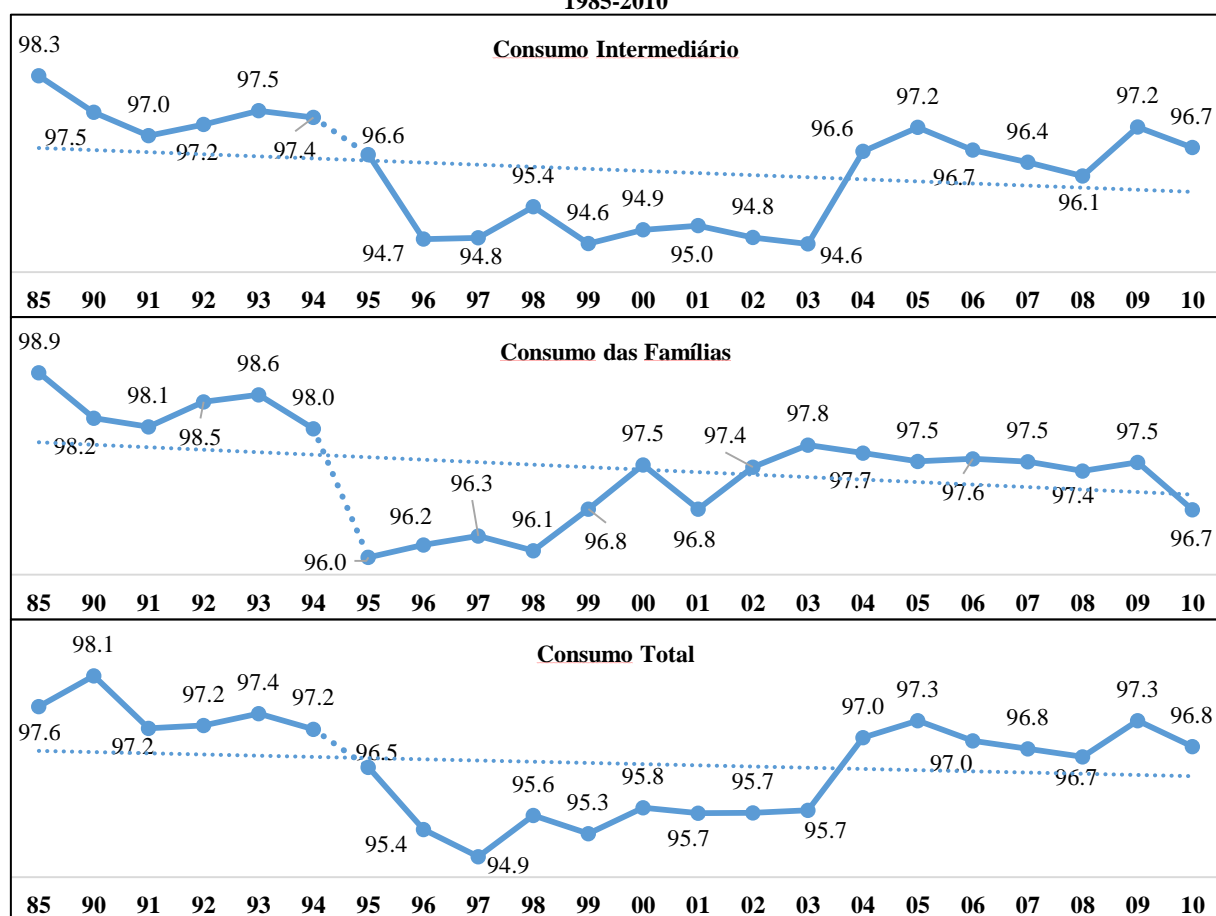 1985-2010
Consumo Intermediário
98.3 97.5 97.0 97.2 97.5 97.4 96.6 94.7 94.8 95.4 94.6 94.9 95.0 94.8 94.6 96.6 97.2 96.7 96.4 96.1 97.2 96.7
85 90 91 92 93 94 95 96 97 98 99 00 01 02 03 04 05 06 07 08 09 10
Consumo das Famílias
98.9 98.2 98.1 98.5 98.6 98.0 96.0 96.2 96.3 96.1 96.8 97.5 96.8 97.4 97.8 97.7 97.5 97.6 97.5 97.4 97.5 96.7
85 90 91 92 93 94 95 96 97 98 99 00 01 02 03 04 05 06 07 08 09 10
Consumo Total
97.6 98.1 97.2 97.2 97.4 97.2 96.5 95.4 94.9 95.6 95.3 95.8 95.7 95.7 95.7 97.0 97.3 97.0 96.8 96.7 97.3 96.8
85 90 91 92 93 94 95 96 97 98 99 00 01 02 03 04 05 06 07 08 09 10